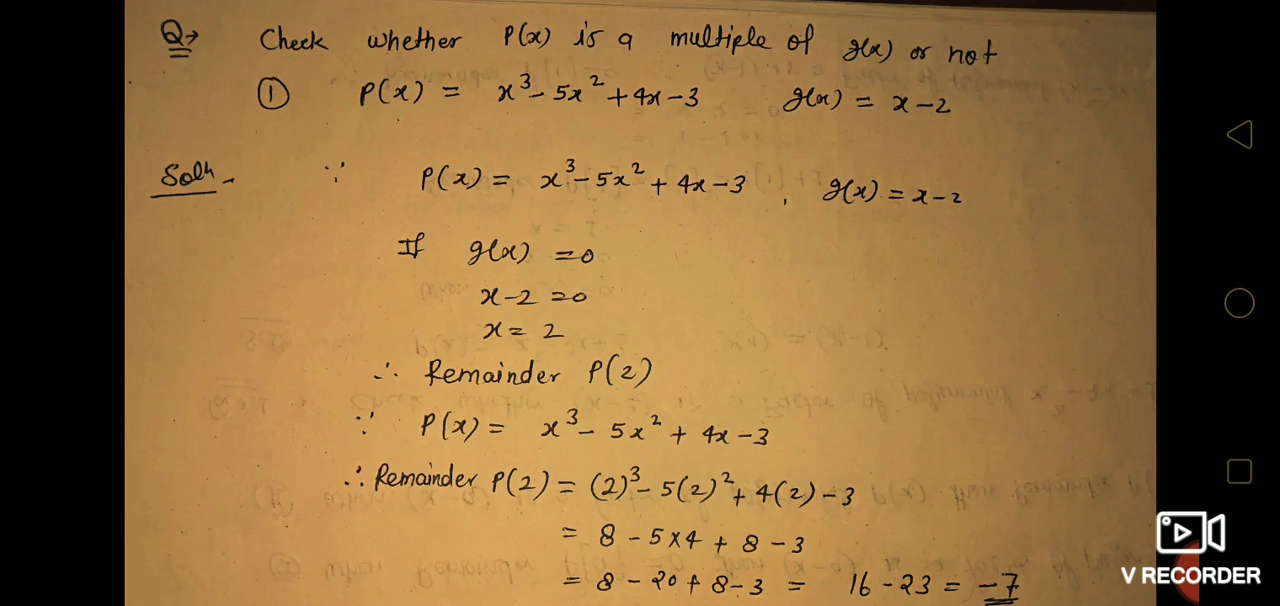 Q→ Check whether P(x) is a multiple of g(x) or not
① P(x) = x³ - 5x² + 4x - 3 g(x) = x - 2
Soln. ∵ P(x) = x³ - 5x² + 4x - 3 , g(x) = x - 2
If g(x) = 0
x - 2 = 0
x = 2
∴ Remainder P(2)
∵ P(x) = x³ - 5x² + 4x - 3
∴ Remainder P(2) = (2)³ - 5(2)² + 4(2) - 3
= 8 - 5×4 + 8 - 3
= 8 - 20 + 8 - 3 = 16 - 23 = -7
V RECORDER